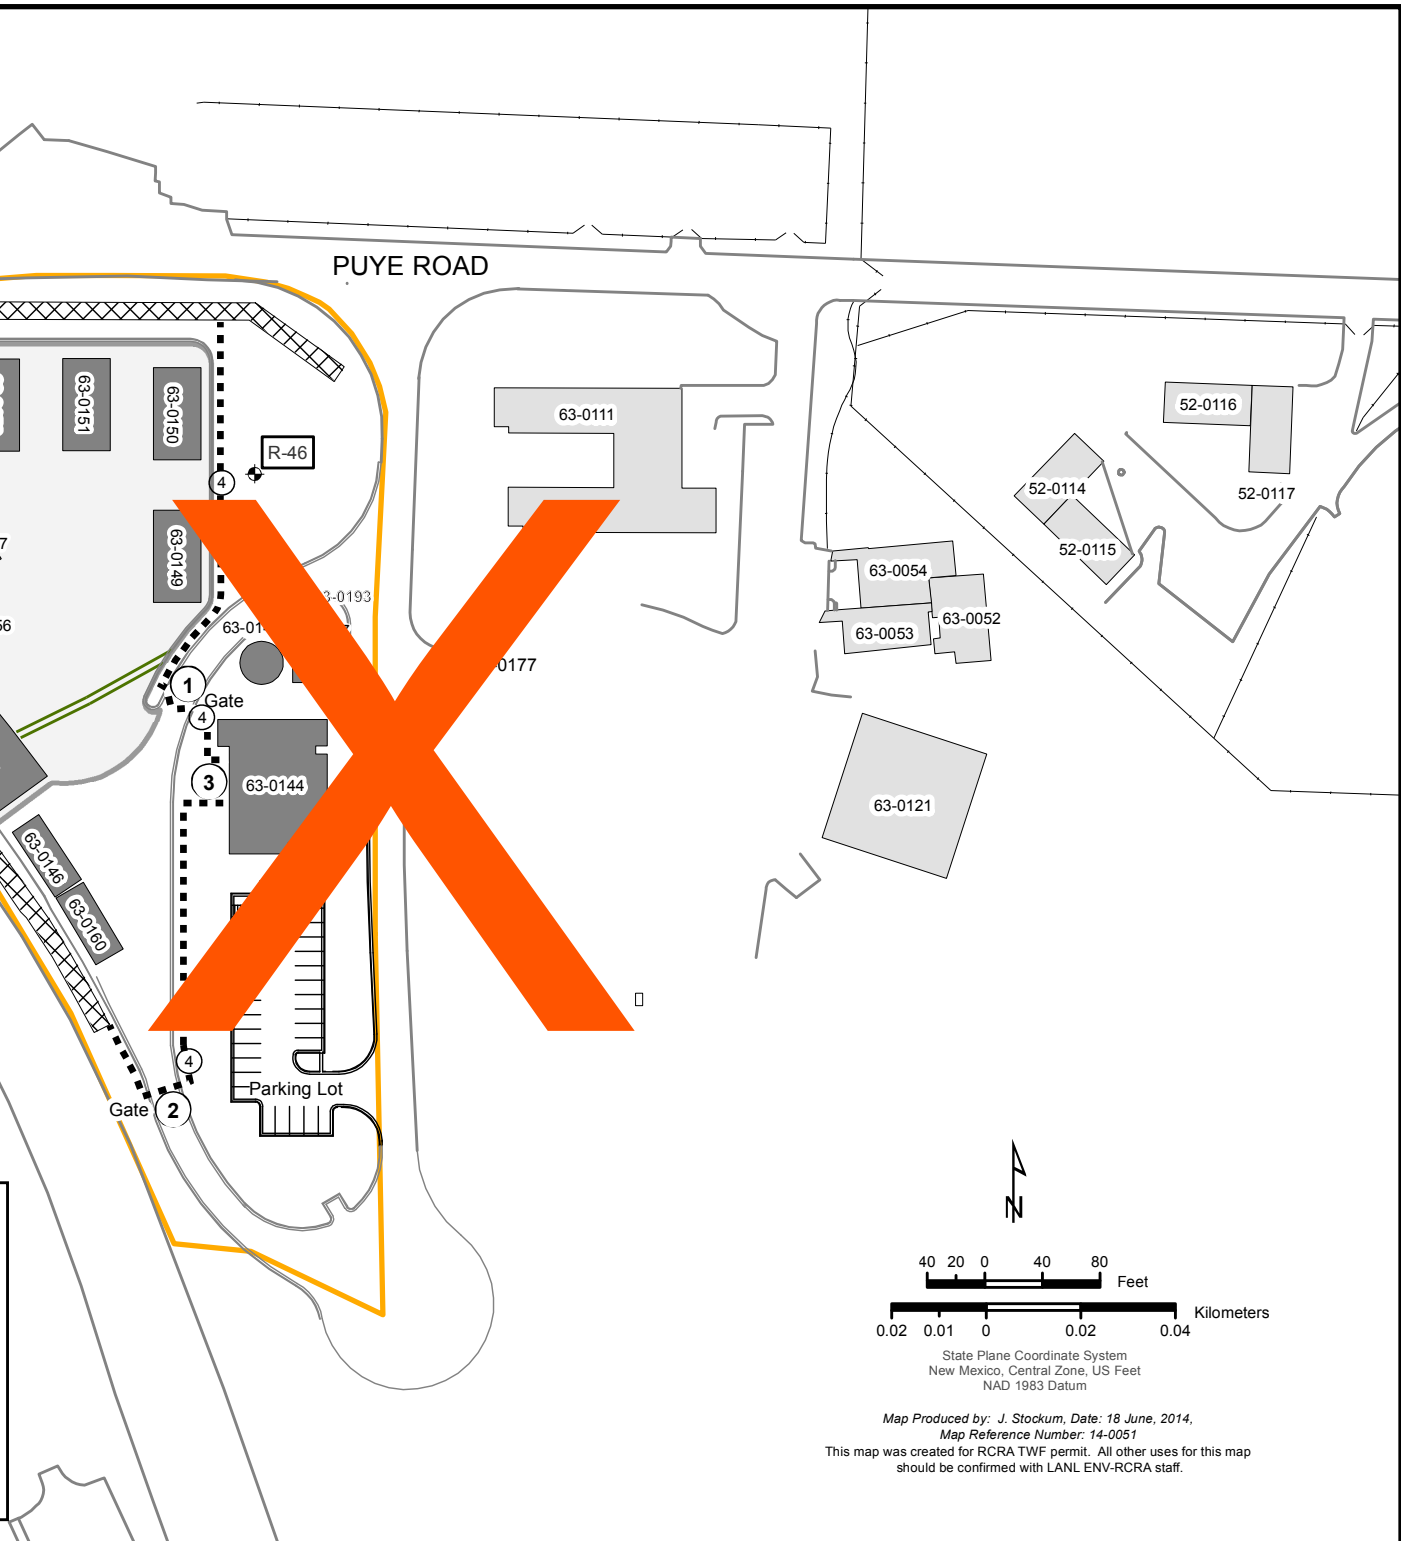 PUYE ROAD
63-0151
63-0150
63-0111
52-0116
R-46
4
52-0114
52-0117
63-0149
52-0115
7
63-0054
56
63-0052
63-0053
0177
1
Gate
4
3
63-0144
63-0121
63-0146
63-0160
4
Parking Lot
Gate
2
N
40 20 0 40 80
Feet
Kilometers
0.02 0.01 0 0.02 0.04
State Plane Coordinate System
New Mexico, Central Zone, US Feet
NAD 1983 Datum
Map Produced by: J. Stockum, Date: 18 June, 2014,
Map Reference Number: 14-0051
This map was created for RCRA TWF permit. All other uses for this map
should be confirmed with LANL ENV-RCRA staff.